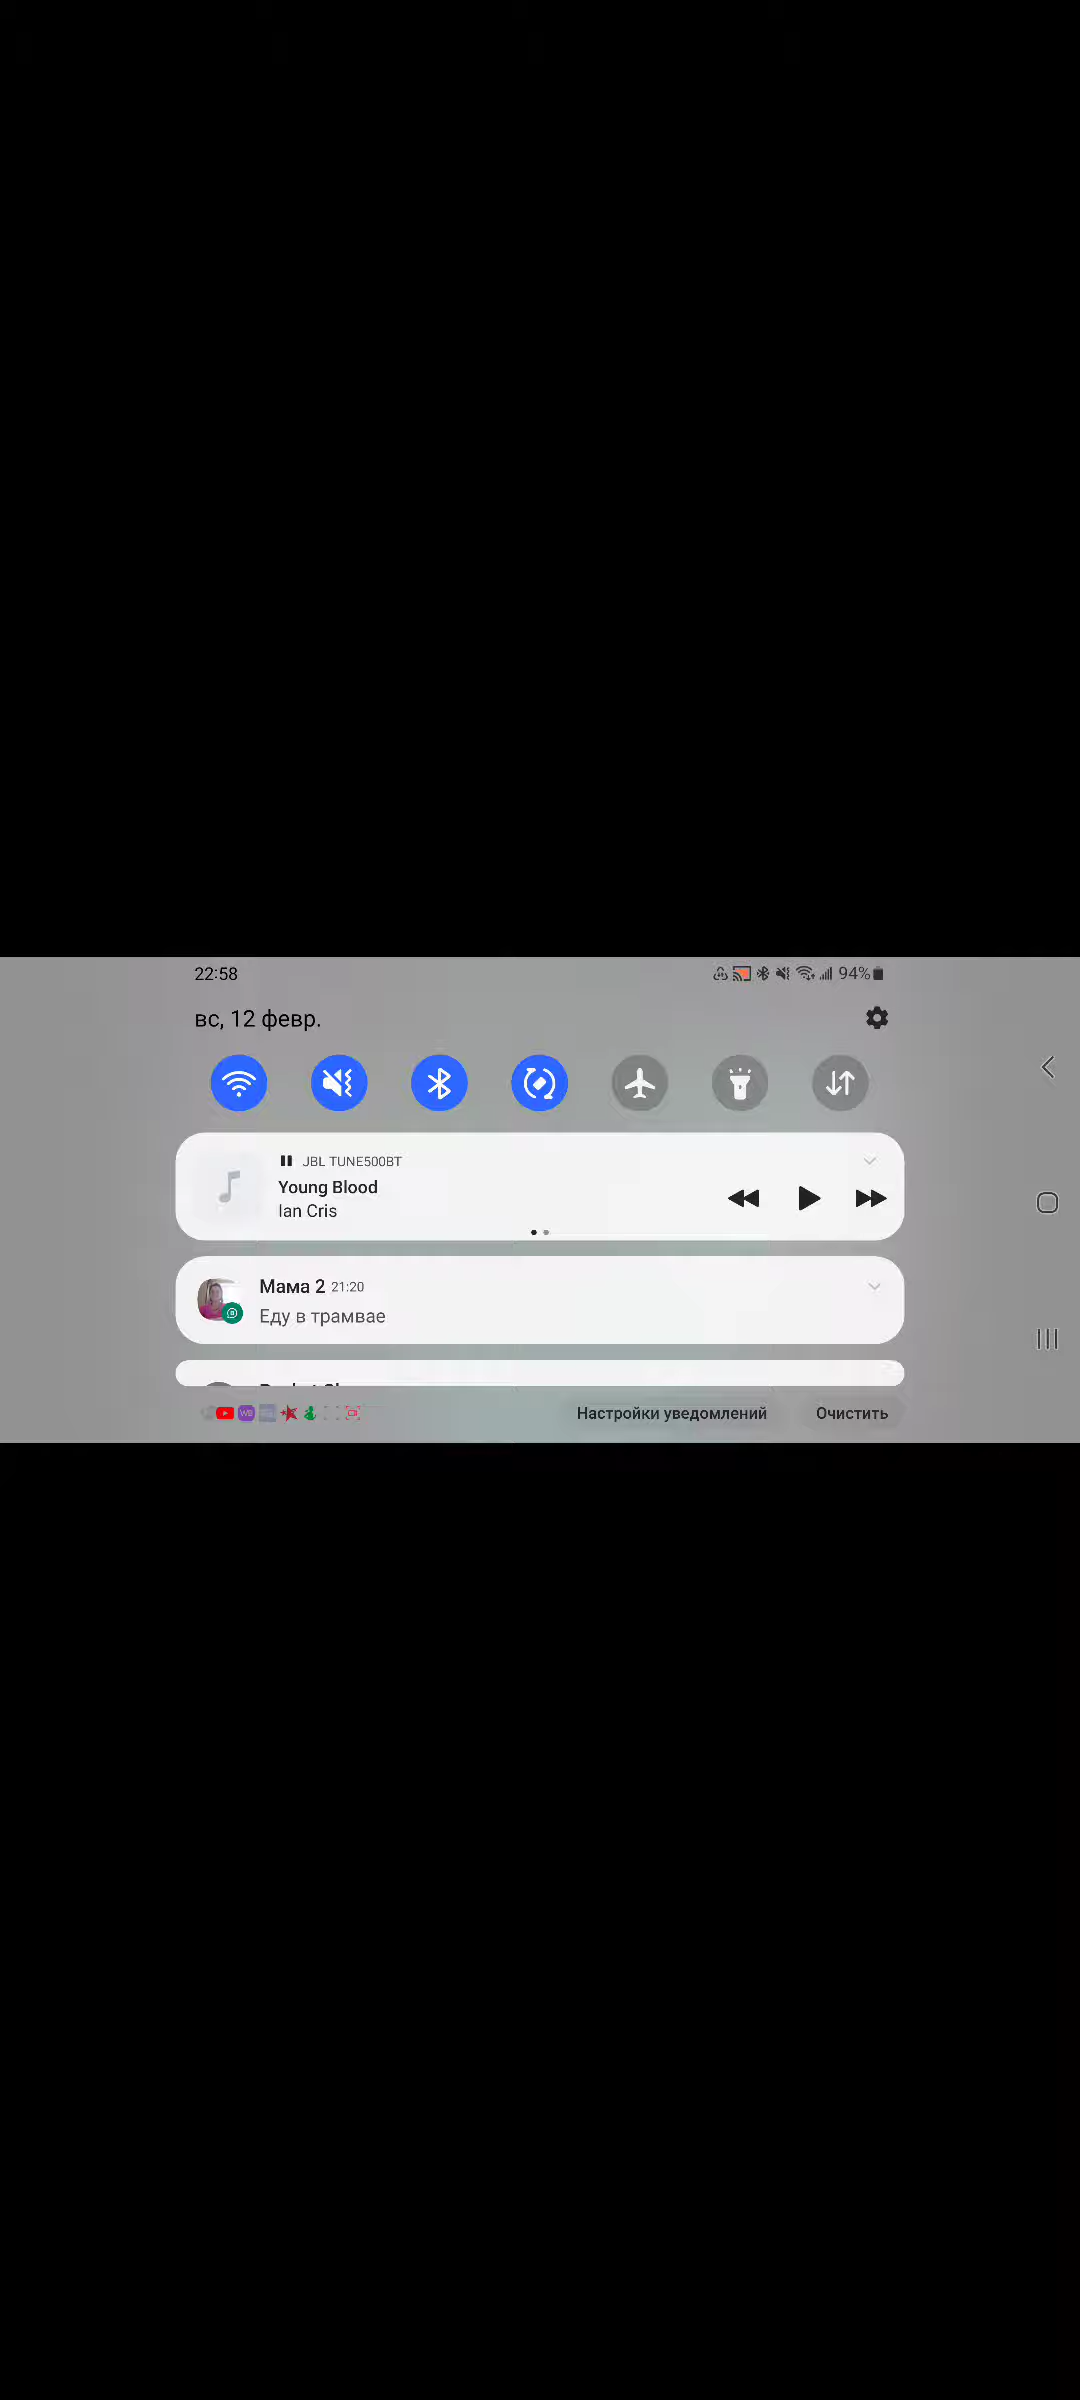 22:58
94%
вс, 12 февр.
JBL TUNE500BT
Young Blood
Ian Cris
Мама 2 21:20
Еду в трамвае
WB
Настройки уведомлений
Очистить